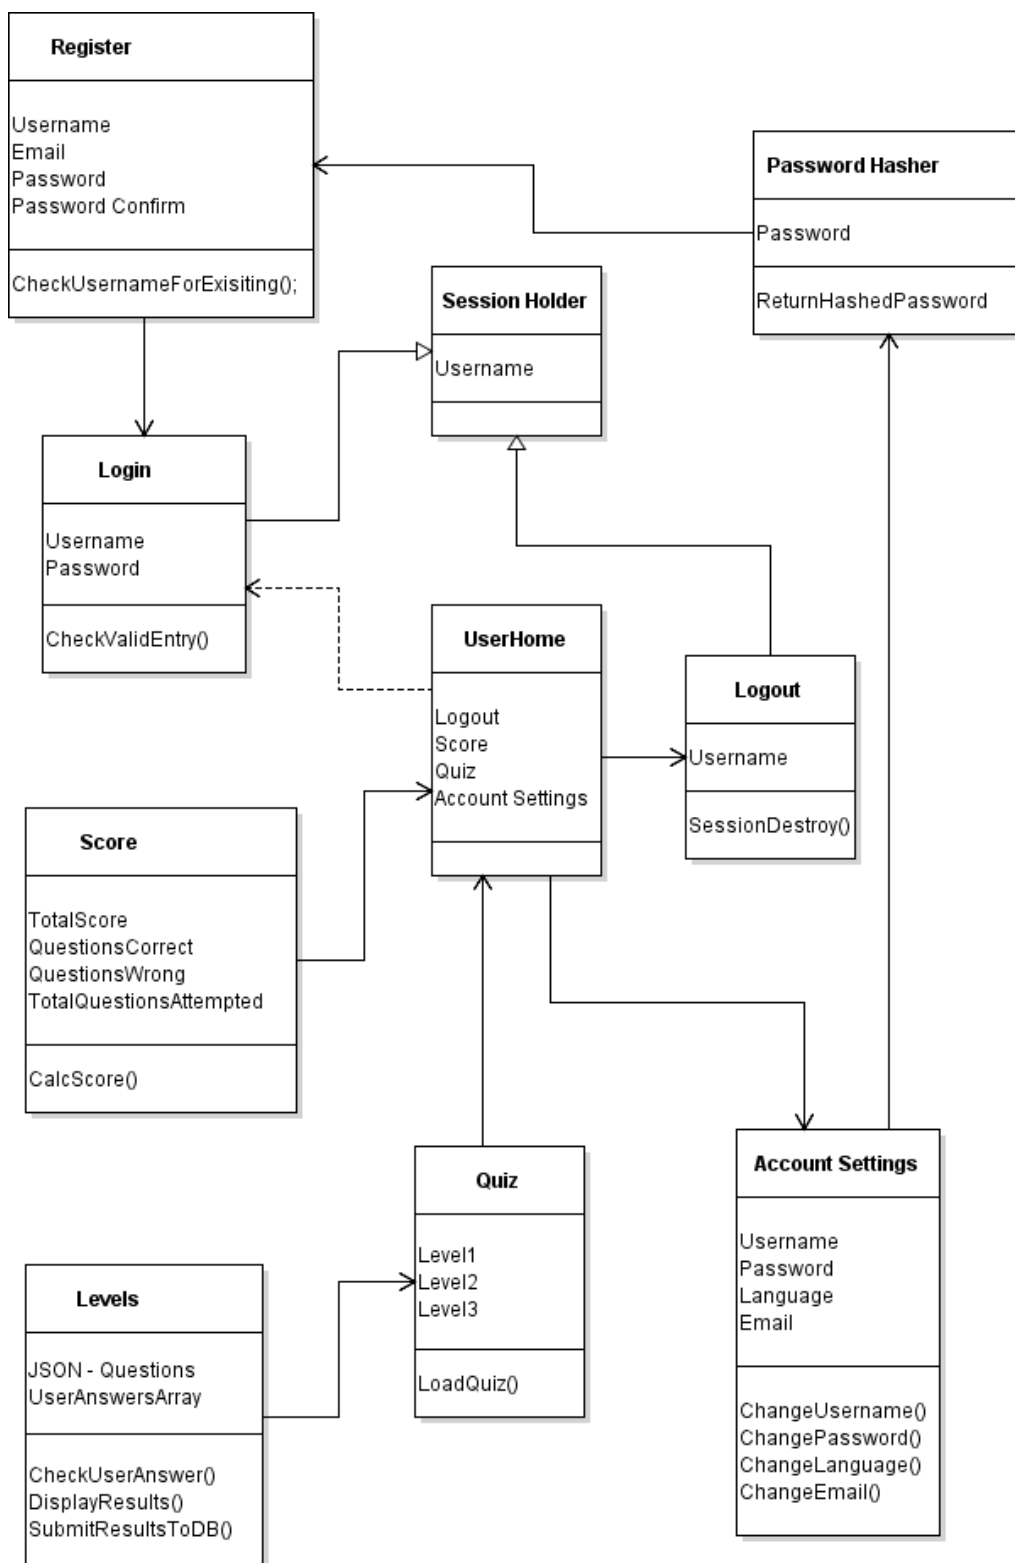 Register
Username
Email
Password
Password Confirm
CheckUsernameForExisiting();
Password Hasher
Password
ReturnHashedPassword
Session Holder
Username
Login
Username
Password
CheckValidEntry()
UserHome
Logout
Score
Quiz
Account Settings
Logout
Username
SessionDestroy()
Score
TotalScore
QuestionsCorrect
QuestionsWrong
TotalQuestionsAttempted
CalcScore()
Quiz
Level1
Level2
Level3
LoadQuiz()
Account Settings
Username
Password
Language
Email
ChangeUsername()
ChangePassword()
ChangeLanguage()
ChangeEmail()
Levels
JSON - Questions
UserAnswersArray
CheckUserAnswer()
DisplayResults()
SubmitResultsToDB()